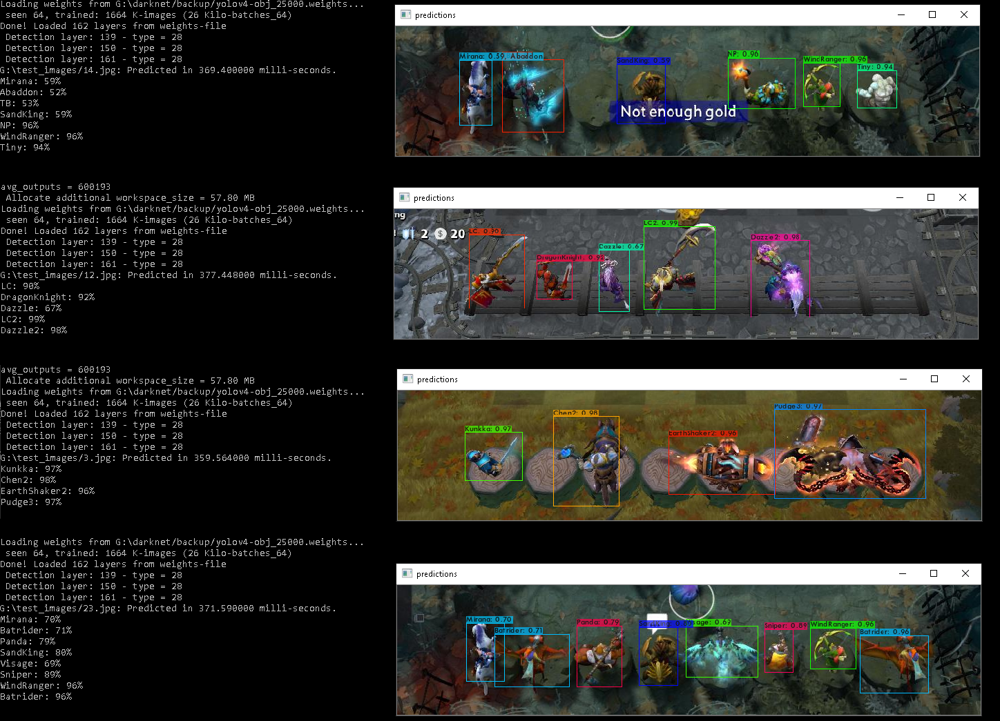 Loading weights from G:\darknet/backup/yolov4-obj_25000.weights...
 seen 64, trained: 1664 K-images (26 Kilo-batches_64)
Done! Loaded 162 layers from weights-file
 Detection layer: 139 - type = 28
 Detection layer: 150 - type = 28
 Detection layer: 161 - type = 28
G:\test_images/14.jpg: Predicted in 369.400000 milli-seconds.
Mirana: 59%
Abaddon: 52%
TB: 53%
SandKing: 59%
NP: 96%
WindRanger: 96%
Tiny: 94%
predictions
Mirana: 0.59, Abaddon
SandKing: 0.59
NP: 0.96
WindRanger: 0.96
Tiny: 0.94
Not enough gold
avg_outputs = 600193
 Allocate additional workspace_size = 57.80 MB
Loading weights from G:\darknet/backup/yolov4-obj_25000.weights...
 seen 64, trained: 1664 K-images (26 Kilo-batches_64)
Done! Loaded 162 layers from weights-file
 Detection layer: 139 - type = 28
 Detection layer: 150 - type = 28
 Detection layer: 161 - type = 28
G:\test_images/12.jpg: Predicted in 377.448000 milli-seconds.
LC: 90%
DragonKnight: 92%
Dazzle: 67%
LC2: 99%
Dazzle2: 98%
predictions
ng
2 $ 20
LC: 0.90
DragonKnight: 0.92
Dazzle: 0.67
LC2: 0.99
Dazzle2: 0.98
avg_outputs = 600193
 Allocate additional workspace_size = 57.80 MB
Loading weights from G:\darknet/backup/yolov4-obj_25000.weights...
 seen 64, trained: 1664 K-images (26 Kilo-batches_64)
Done! Loaded 162 layers from weights-file
 Detection layer: 139 - type = 28
 Detection layer: 150 - type = 28
 Detection layer: 161 - type = 28
G:\test_images/3.jpg: Predicted in 359.564000 milli-seconds.
Kunkka: 97%
Chen2: 98%
EarthShaker2: 96%
Pudge3: 97%
predictions
Kunkka: 0.97
Chen2: 0.98
EarthShaker2: 0.96
Pudge3: 0.97
Loading weights from G:\darknet/backup/yolov4-obj_25000.weights...
 seen 64, trained: 1664 K-images (26 Kilo-batches_64)
Done! Loaded 162 layers from weights-file
 Detection layer: 139 - type = 28
 Detection layer: 150 - type = 28
 Detection layer: 161 - type = 28
G:\test_images/23.jpg: Predicted in 371.590000 milli-seconds.
Mirana: 70%
Batrider: 71%
Panda: 79%
SandKing: 80%
Visage: 69%
Sniper: 89%
WindRanger: 96%
Batrider: 96%
predictions
Mirana: 0.70
Batrider: 0.71
Panda: 0.79
Visage: 0.69
Sniper: 0.89
WindRanger: 0.96
Batrider: 0.96